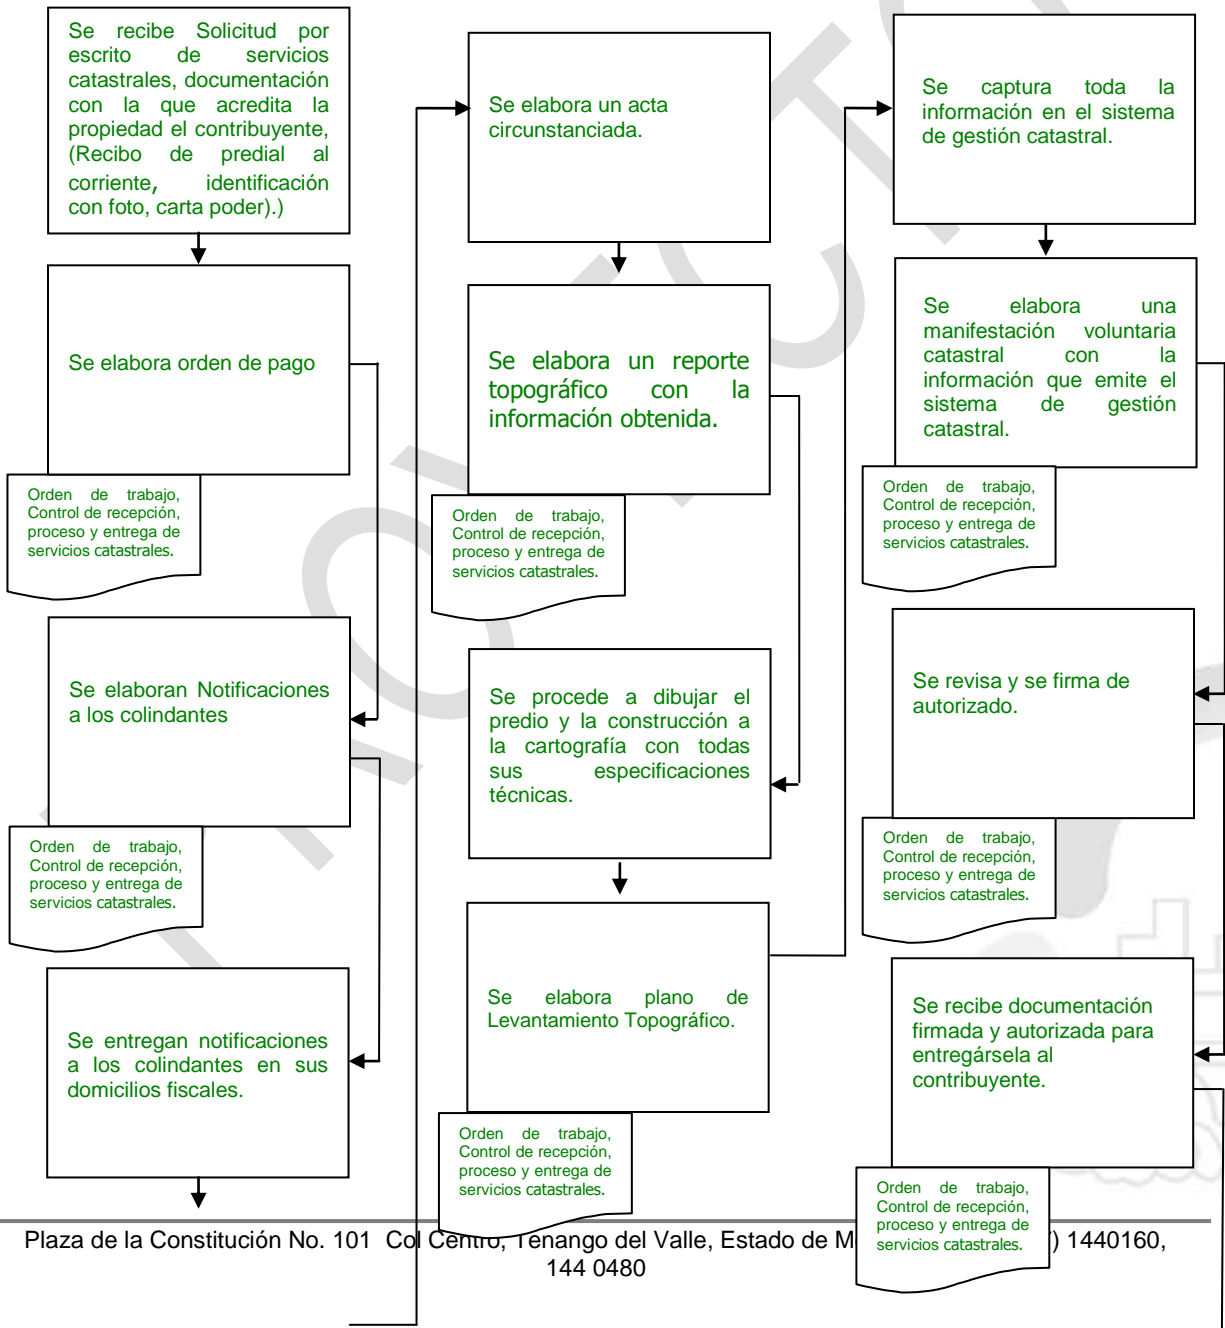 Se recibe Solicitud por
escrito de servicios
catastrales, documentación
con la que acredita la
propiedad el contribuyente,
(Recibo de predial al
corriente, identificación
con foto, carta poder).)
Se elabora orden de pago
Orden de trabajo,
Control de recepción,
proceso y entrega de
servicios catastrales.
Se elaboran Notificaciones
a los colindantes
Orden de trabajo,
Control de recepción,
proceso y entrega de
servicios catastrales.
Se entregan notificaciones
a los colindantes en sus
domicilios fiscales.
Se elabora un acta
circunstanciada.
Se elabora un reporte
topográfico con la
información obtenida.
Orden de trabajo,
Control de recepción,
proceso y entrega de
servicios catastrales.
Se procede a dibujar el
predio y la construcción a
la cartografía con todas
sus especificaciones
técnicas.
Se elabora plano de
Levantamiento Topográfico.
Orden de trabajo,
Control de recepción,
proceso y entrega de
servicios catastrales.
Se captura toda la
información en el sistema
de gestión catastral.
Se elabora una
manifestación voluntaria
catastral con la
información que emite el
sistema de gestión
catastral.
Orden de trabajo,
Control de recepción,
proceso y entrega de
servicios catastrales.
Se revisa y se firma de
autorizado.
Orden de trabajo,
Control de recepción,
proceso y entrega de
servicios catastrales.
Se recibe documentación
firmada y autorizada para
entregársela al
contribuyente.
Orden de trabajo,
Control de recepción,
proceso y entrega de
servicios catastrales.
Plaza de la Constitución No. 101 Col Centro, Tenango del Valle, Estado de ) 1440160,
144 0480